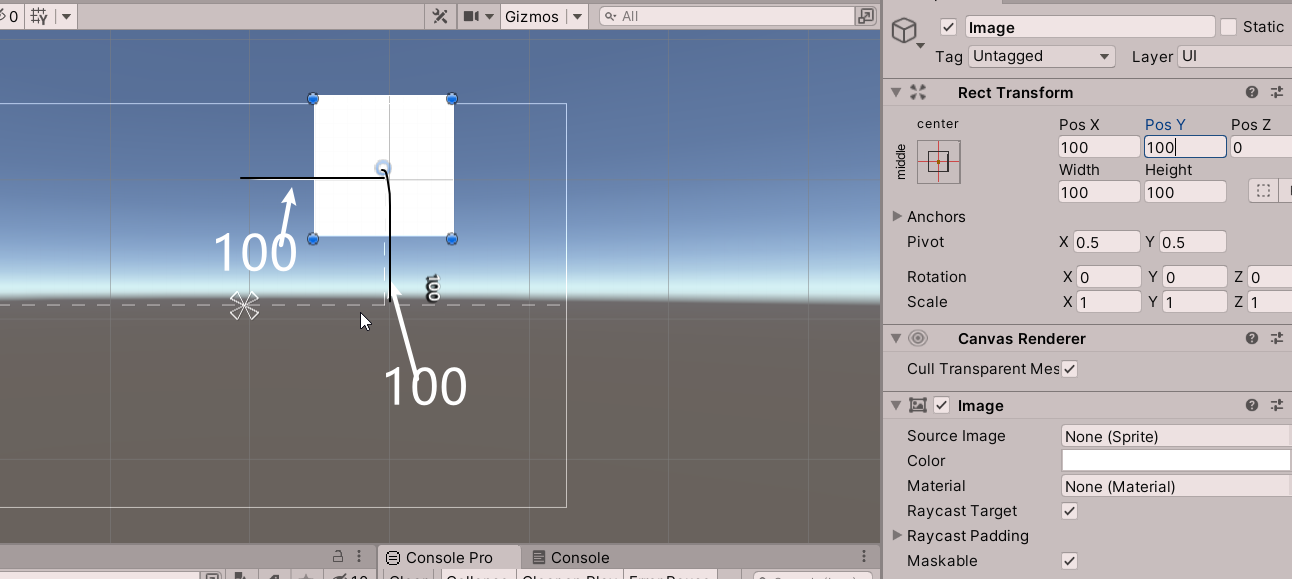 0 Gizmos All
Image Static
Tag Untagged Layer UI
Rect Transform
center
middle
Pos X Pos Y Pos Z
100 100 0
Width Height
100 100
Anchors
Pivot X 0.5 Y 0.5
Rotation X 0 Y 0 Z 0
Scale X 1 Y 1 Z 1
Canvas Renderer
Cull Transparent Mes
Image
Source Image None (Sprite)
Color
Material None (Material)
Raycast Target
Raycast Padding
Maskable
100
100
100
Console Pro Console